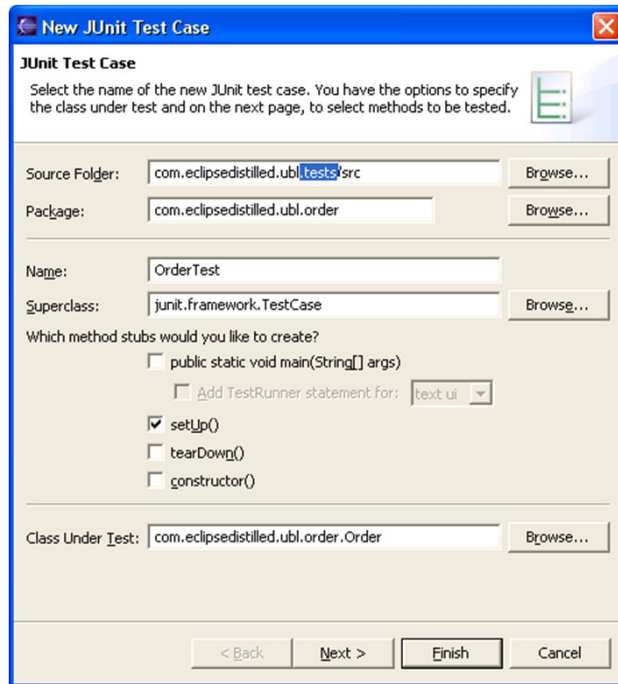 New JUnit Test Case
JUnit Test Case
Select the name of the new JUnit test case. You have the options to specify
the class under test and on the next page, to select methods to be tested.
Source Folder: com.eclipsedistilled.ubl.tests/src Browse...
Package: com.eclipsedistilled.ubl.order Browse...
Name: OrderTest
Superclass: junit.framework.TestCase Browse...
Which method stubs would you like to create?
public static void main(String[] args)
Add TestRunner statement for: text ui
setUp()
tearDown()
constructor()
Class Under Test: com.eclipsedistilled.ubl.order.Order Browse...
< Back Next > Finish Cancel